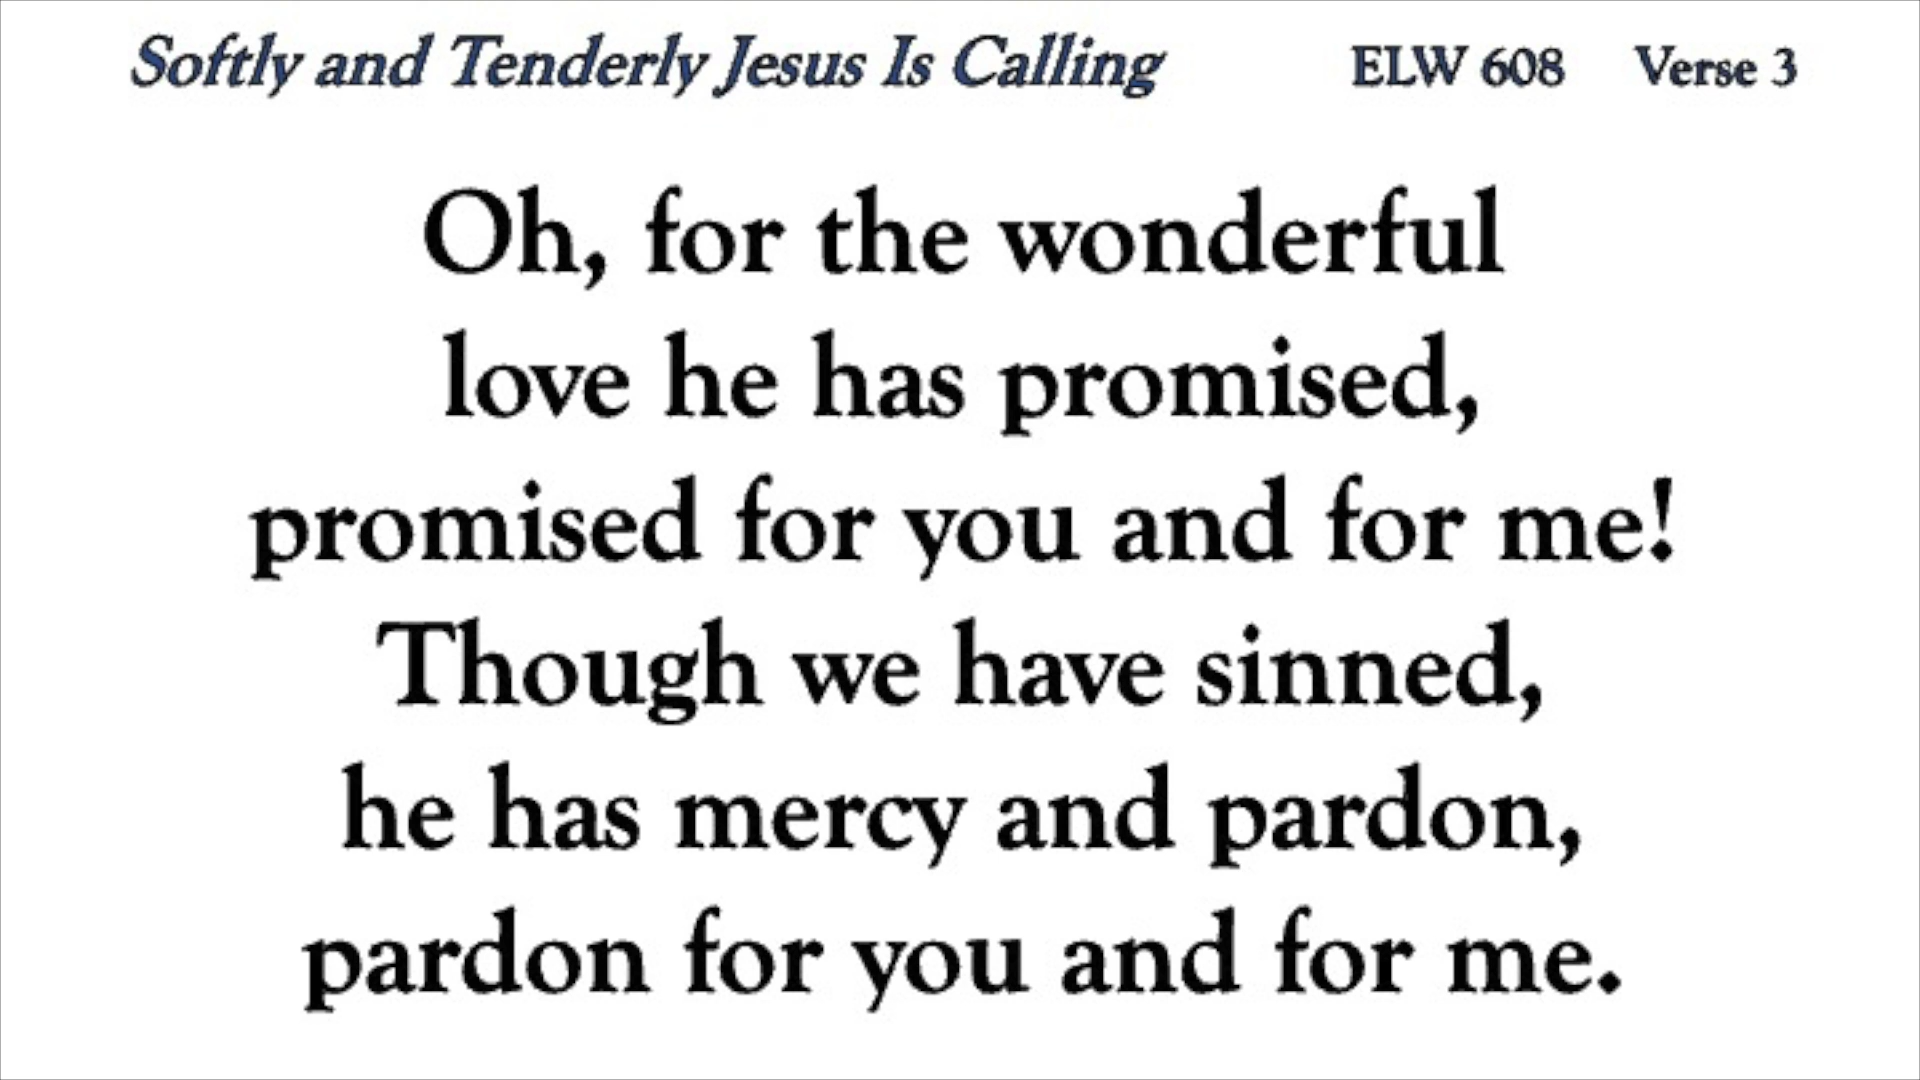 Softly and Tenderly Jesus Is Calling ELW 608 Verse 3
Oh, for the wonderful
love he has promised,
promised for you and for me!
Though we have sinned,
he has mercy and pardon,
pardon for you and for me.